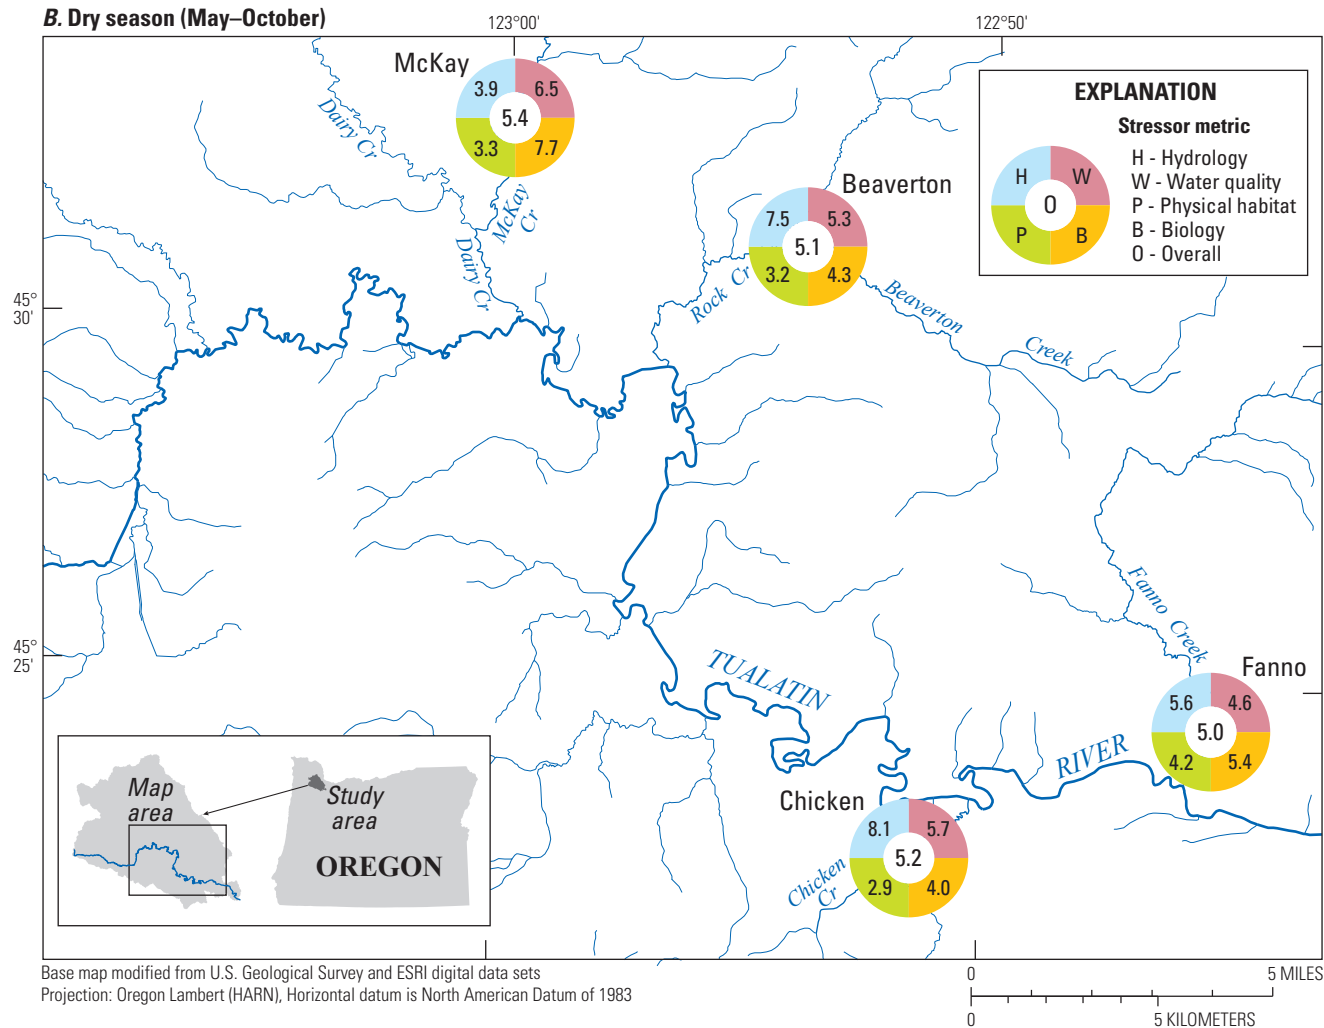 B. Dry season (May–October)
123°00'
122°50'
McKay
3.9
6.5
5.4
3.3
7.7
Dairy Cr
McKay
Cr
Dairy Cr
EXPLANATION
Stressor metric
H
W
O
P
B
H - Hydrology
W - Water quality
P - Physical habitat
B - Biology
O - Overall
Beaverton
7.5
5.3
5.1
3.2
4.3
Rock Cr
Beaverton
Creek
45°
30'
45°
25'
Fanno Creek
Fanno
5.6
4.6
5.0
4.2
5.4
TUALATIN
RIVER
Chicken
8.1
5.7
5.2
2.9
4.0
Chicken
Cr
Map
area
Study
area
OREGON
Base map modified from U.S. Geological Survey and ESRI digital data sets
Projection: Oregon Lambert (HARN), Horizontal datum is North American Datum of 1983
0
5 MILES
0
5 KILOMETERS